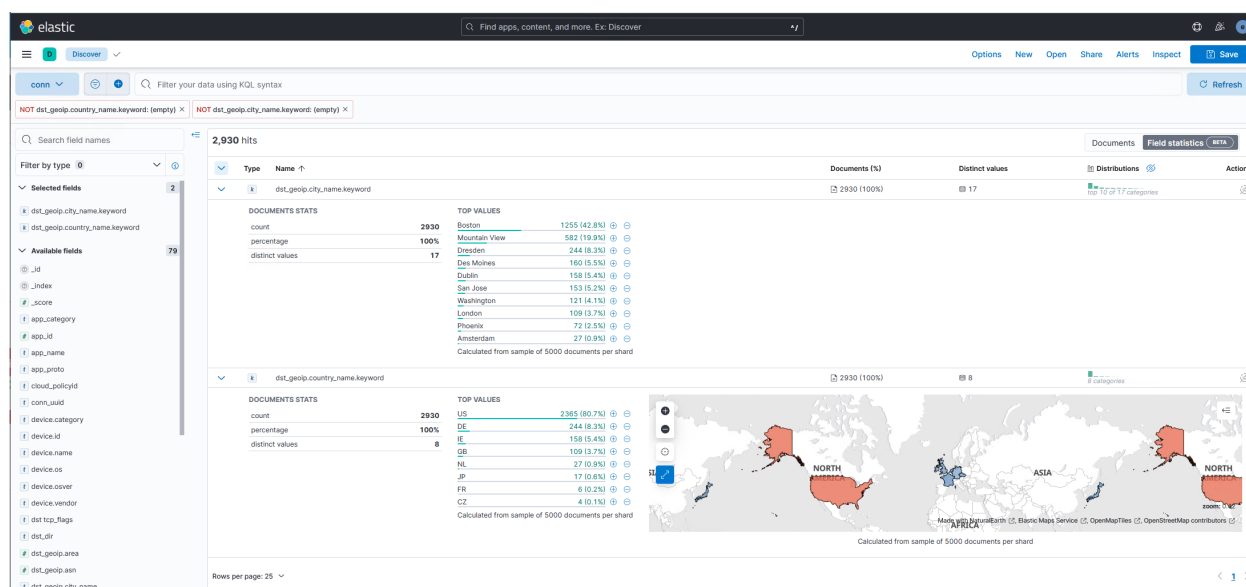 elastic
Find apps, content, and more. Ex: Discover
^/
D Discover
Options New Open Share Alerts Inspect Save
conn
Filter your data using KQL syntax
Refresh
NOT dst_geoip.country_name.keyword: (empty) ×
NOT dst_geoip.city_name.keyword: (empty) ×
Search field names
Filter by type 0
Selected fields 2
dst_geoip.city_name.keyword
dst_geoip.country_name.keyword
Available fields 79
_id
_index
_score
app_category
app_id
app_name
app_proto
cloud_policyid
conn_uuid
device.category
device.id
device.name
device.os
device.osver
device.vendor
dst tcp_flags
dst_dir
dst_geoip.area
dst_geoip.asn
dst_geoip.city_name
2,930 hits
Documents Field statistics BETA
Type Name ↑ Documents (%) Distinct values Distributions Action
dst_geoip.city_name.keyword 2930 (100%) 17 top 10 of 17 categories
DOCUMENTS STATS
count 2930
percentage 100%
distinct values 17
TOP VALUES
Boston 1255 (42.8%)
Mountain View 582 (19.9%)
Dresden 244 (8.3%)
Des Moines 160 (5.5%)
Dublin 158 (5.4%)
San Jose 153 (5.2%)
Washington 121 (4.1%)
London 109 (3.7%)
Phoenix 72 (2.5%)
Amsterdam 27 (0.9%)
Calculated from sample of 5000 documents per shard
dst_geoip.country_name.keyword 2930 (100%) 8 8 categories
DOCUMENTS STATS
count 2930
percentage 100%
distinct values 8
TOP VALUES
US 2365 (80.7%)
DE 244 (8.3%)
IE 158 (5.4%)
GB 109 (3.7%)
NL 27 (0.9%)
JP 17 (0.6%)
FR 6 (0.2%)
CZ 4 (0.1%)
Calculated from sample of 5000 documents per shard
NORTH AMERICA
ASIA
NORTH AMERICA
AFRICA
Made with NaturalEarth, Elastic Maps Service, OpenMapTiles, OpenStreetMap contributors
Calculated from sample of 5000 documents per shard
Rows per page: 25
1